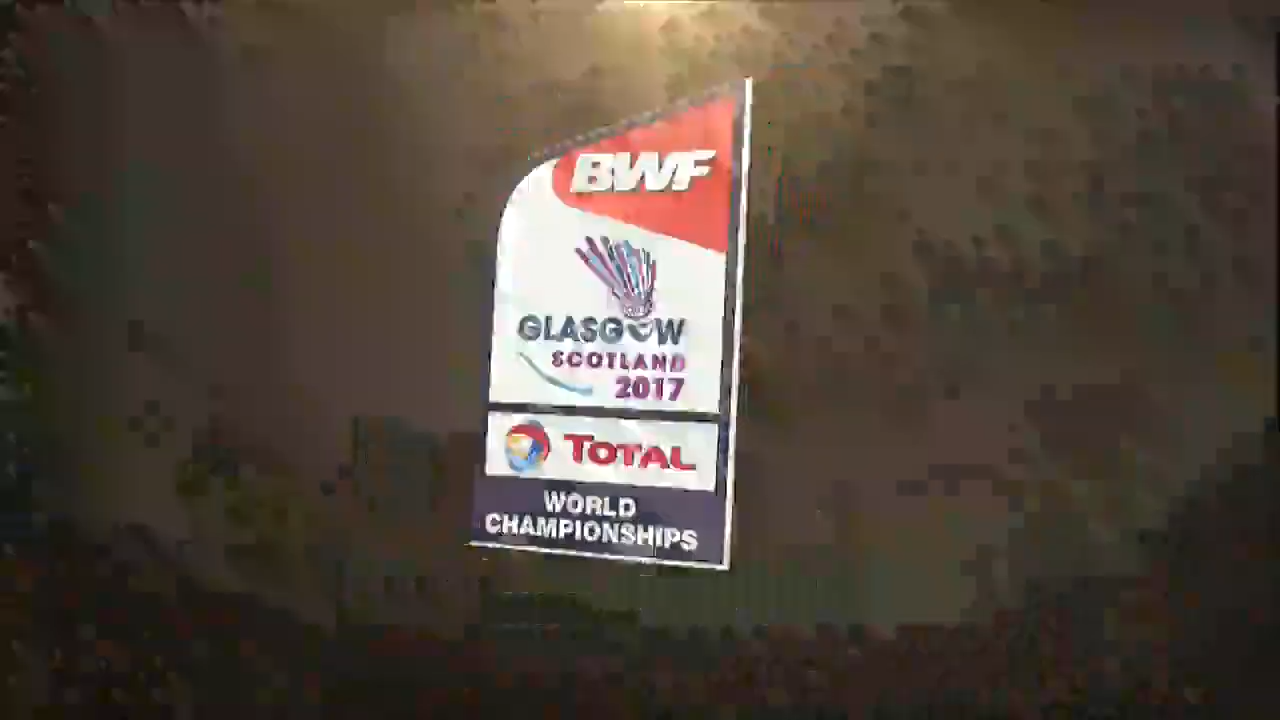 BWF
GLASGOW
SCOTLAND
2017
TOTAL
WORLD
CHAMPIONSHIPS